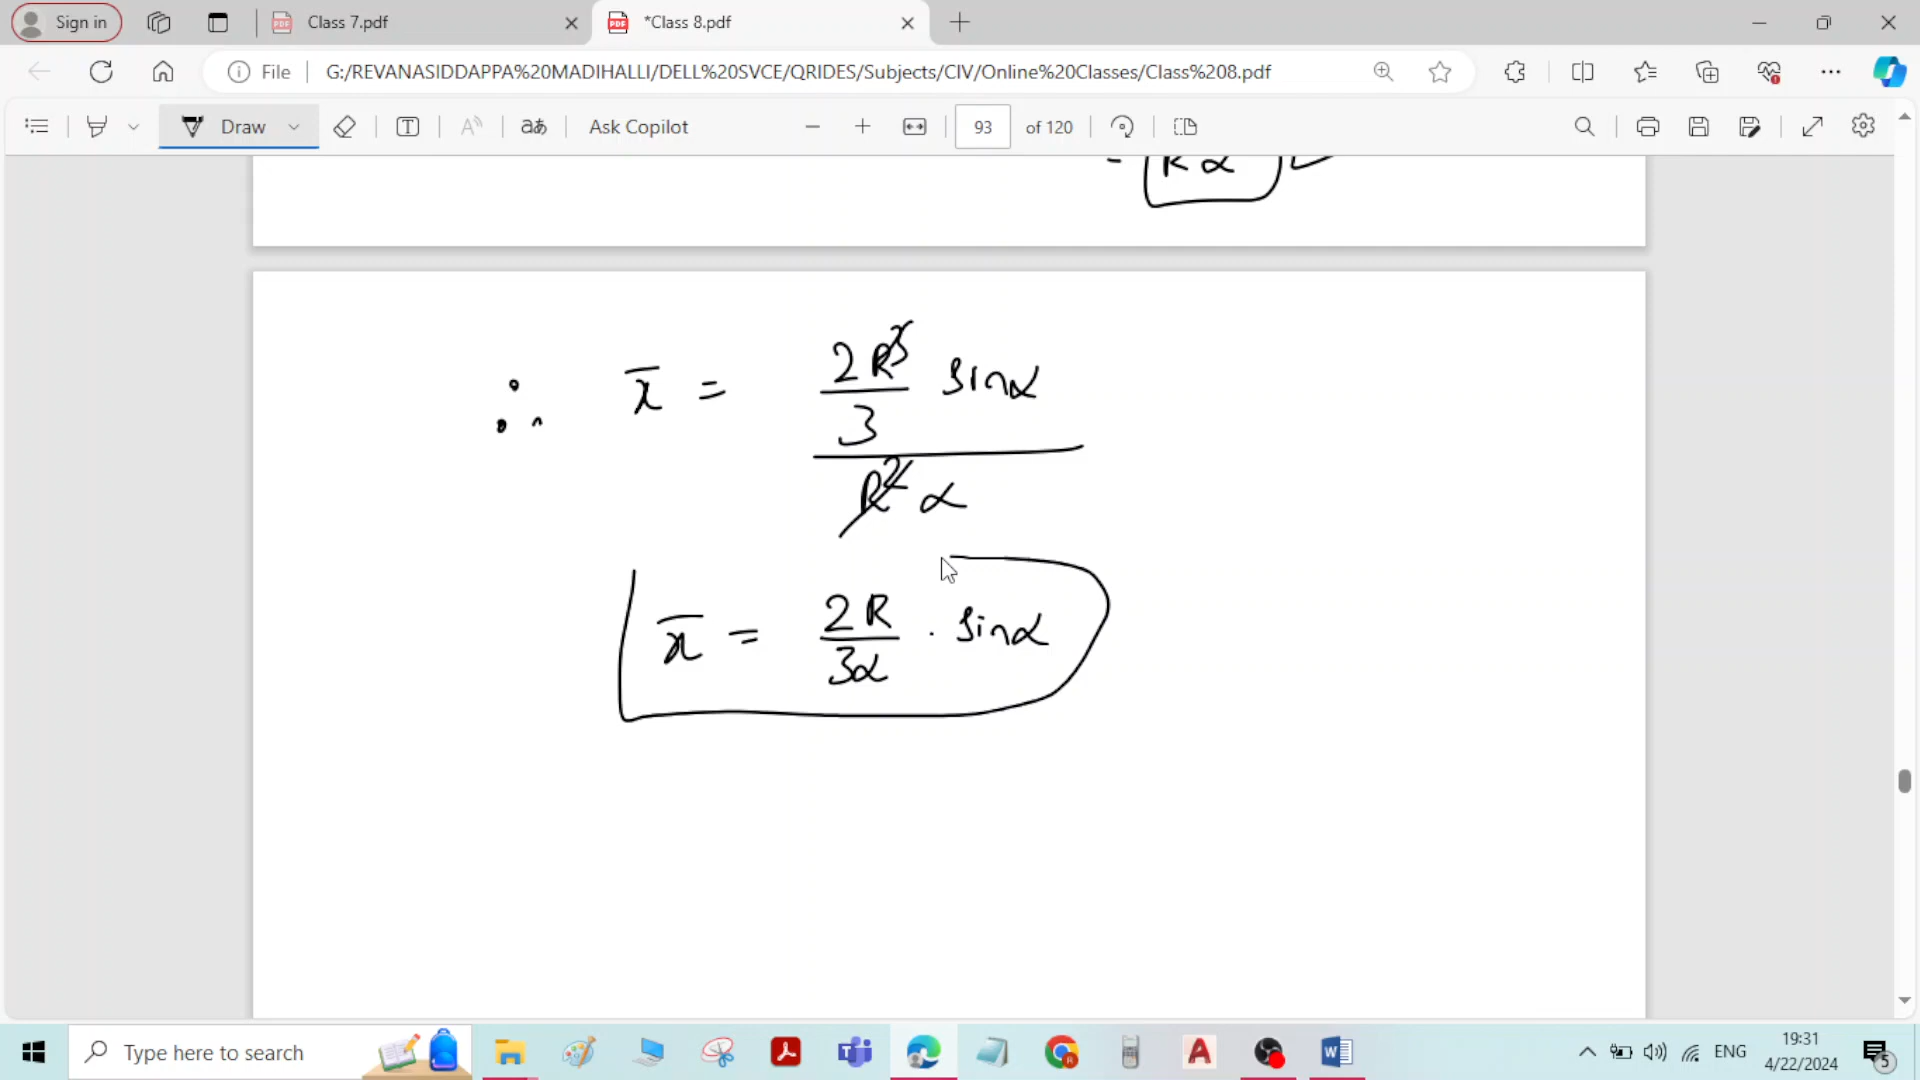 Sign in
Class 7.pdf
*Class 8.pdf
File
G:/REVANASIDDAPPA%20MADIHALLI/DELL%20SVCE/QRIDES/Subjects/CIV/Online%20Classes/Class%208.pdf
Draw
Ask Copilot
93 of 120
R α
∴ x̄ = (2R³/3 sinα) / (R² α)
x̄ = 2R/3α · sinα
Type here to search
ENG
19:31
4/22/2024
5